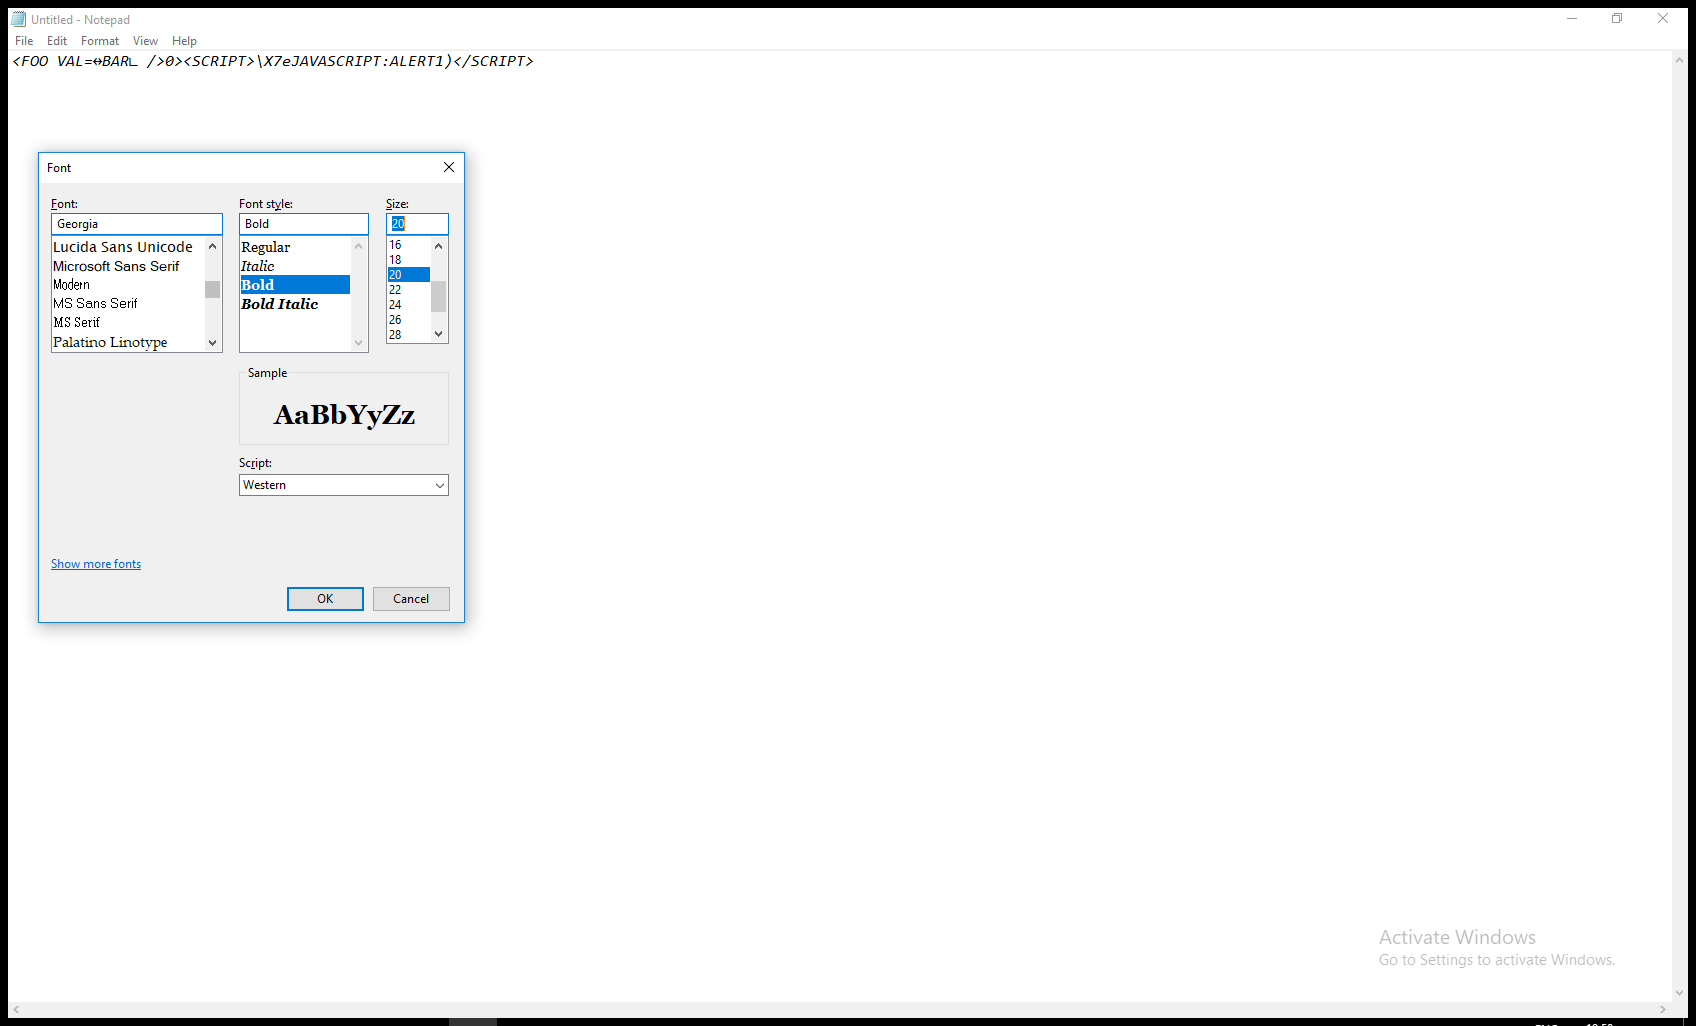 Untitled - Notepad
File Edit Format View Help
<FOO VAL=↔BAR∟ />0><SCRIPT>\X7eJAVASCRIPT:ALERT1)</SCRIPT>
Font
Font: Font style: Size:
Georgia Bold 20
Lucida Sans Unicode Regular 16
Microsoft Sans Serif Italic 18
Modern Bold 20
MS Sans Serif Bold Italic 22
MS Serif 24
Palatino Linotype 26
28
Sample
AaBbYyZz
Script:
Western
Show more fonts
OK Cancel
Activate Windows
Go to Settings to activate Windows.